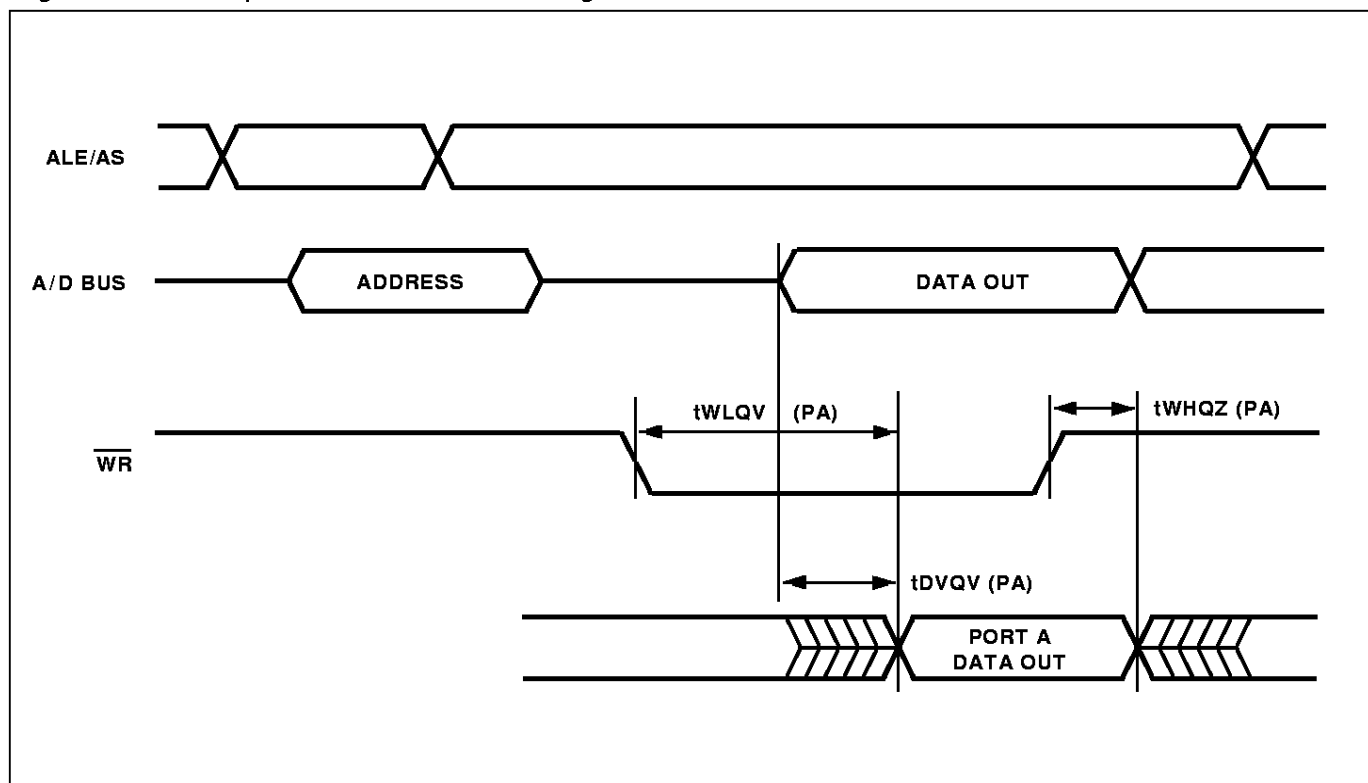 ALE/AS
A/D BUS
ADDRESS
DATA OUT
tWLQV (PA)
tWHQZ (PA)
WR
tDVQV (PA)
PORT A
DATA OUT